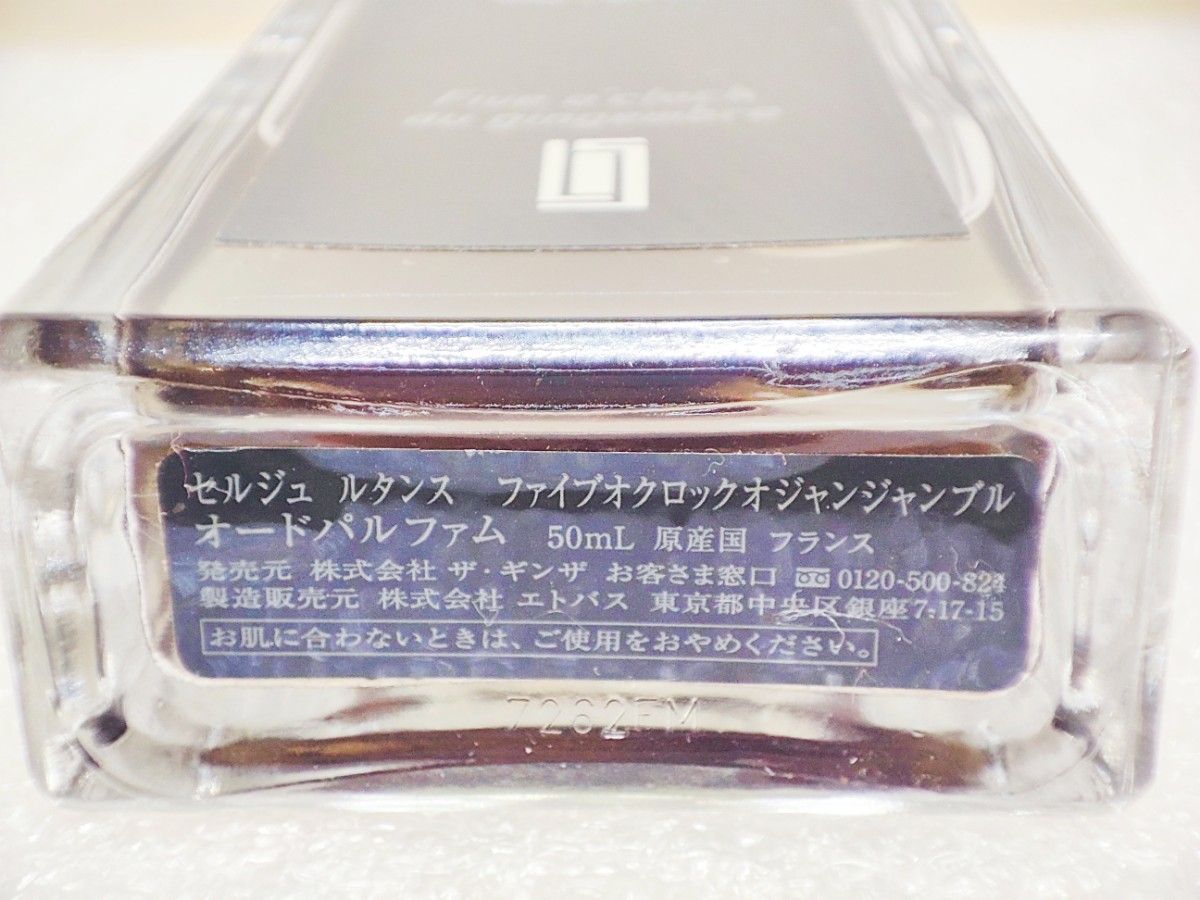 Five o'clock
au gingembre
セルジュ ルタンス ファイブオクロックオジャンジャンブル
オードパルファム 50mL 原産国 フランス
発売元 株式会社 ザ・ギンザ お客さま窓口 0120-500-824
製造販売元 株式会社 エトバス 東京都中央区銀座7-17-15
お肌に合わないときは、ご使用をおやめください。
7282FM